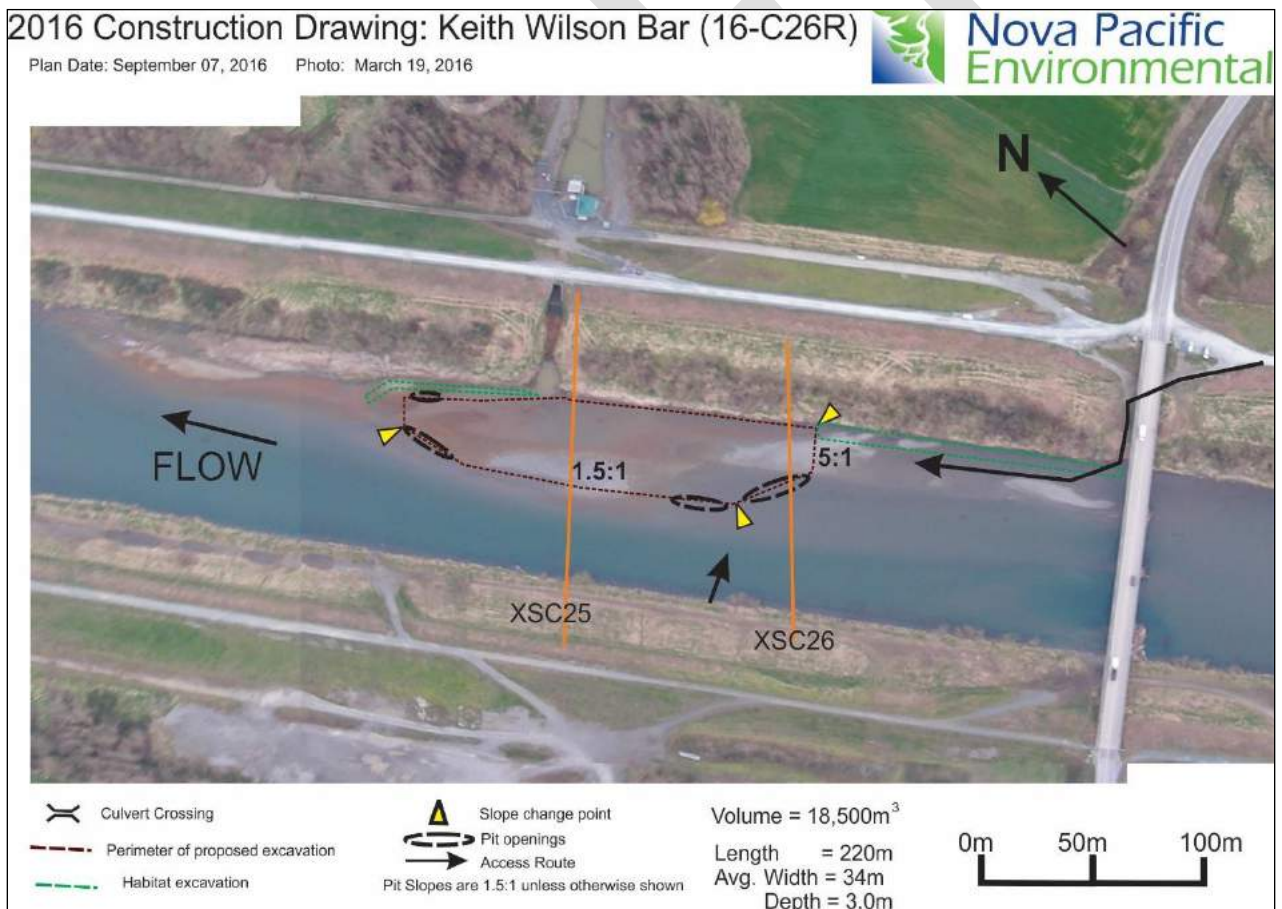 2016 Construction Drawing: Keith Wilson Bar (16-C26R)
Plan Date: September 07, 2016 Photo: March 19, 2016
Nova Pacific
Environmental
N
FLOW
1.5:1
5:1
XSC25
XSC26
Culvert Crossing
Perimeter of proposed excavation
Habitat excavation
Slope change point
Pit openings
Access Route
Pit Slopes are 1.5:1 unless otherwise shown
Volume = 18,500m³
Length = 220m
Avg. Width = 34m
Depth = 3.0m
0m 50m 100m